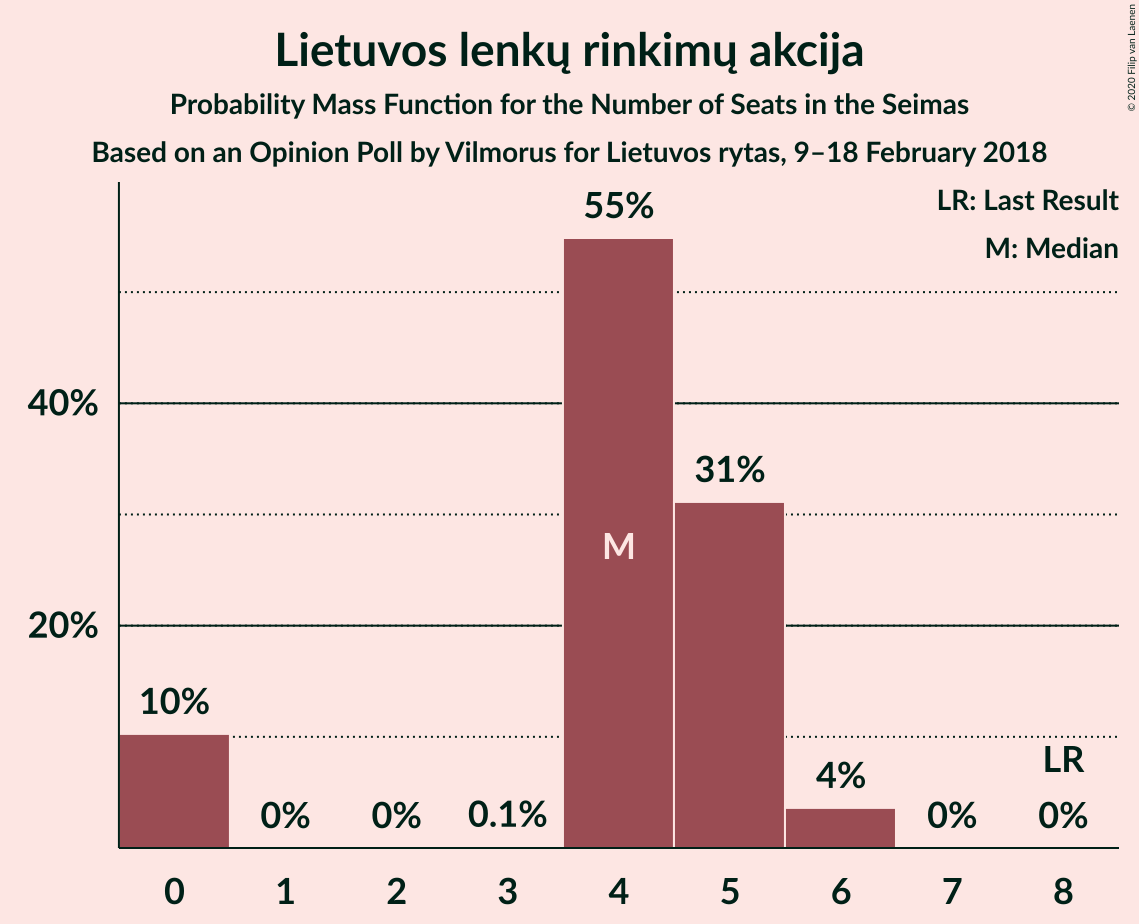 Lietuvos lenkų rinkimų akcija
Probability Mass Function for the Number of Seats in the Seimas
Based on an Opinion Poll by Vilmorus for Lietuvos rytas, 9–18 February 2018
© 2020 Filip van Laenen
LR: Last Result
M: Median
55%
40%
31%
M
20%
10%
0%
0%
0.1%
4%
0%
LR
0%
0 1 2 3 4 5 6 7 8